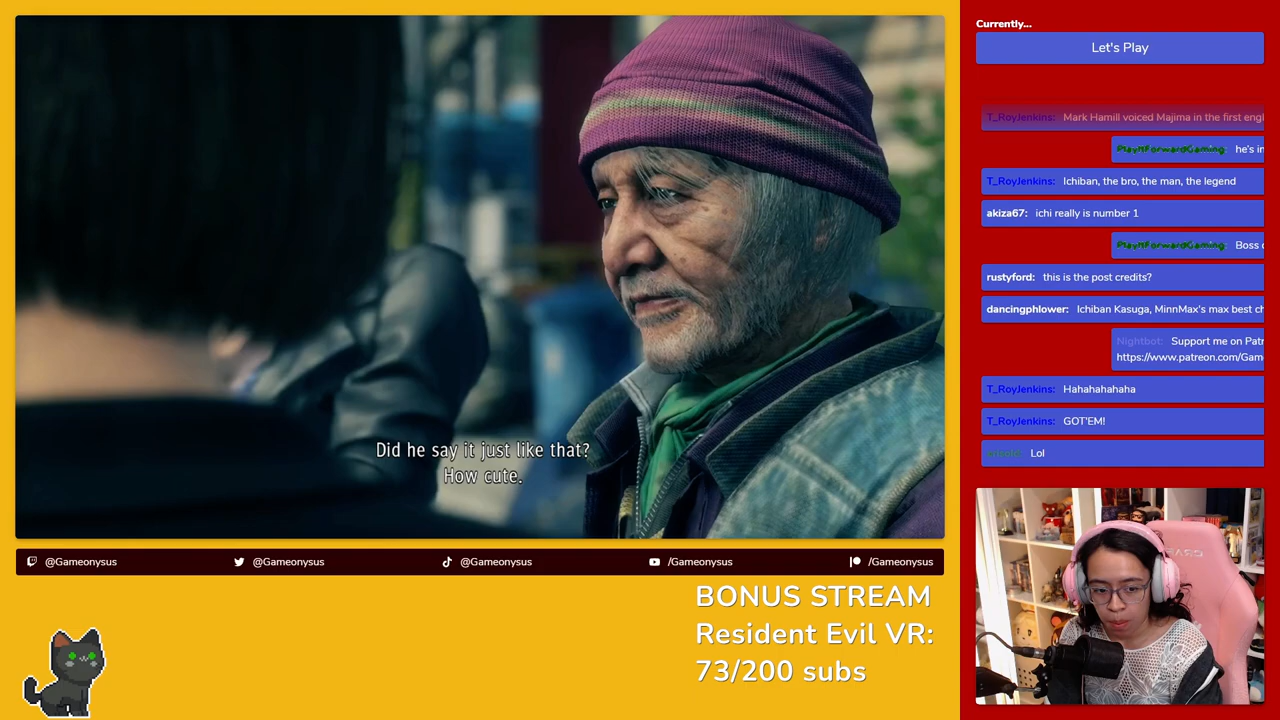 Currently...
Let's Play
T_RoyJenkins: Mark Hamill voiced Majima in the first engl
PlayItForwardGaming: he's in
T_RoyJenkins: Ichiban, the bro, the man, the legend
akiza67: ichi really is number 1
PlayItForwardGaming: Boss
rustyford: this is the post credits?
dancingphlower: Ichiban Kasuga, MinnMax's max best ch
Nightbot: Support me on Patr
https://www.patreon.com/Game
T_RoyJenkins: Hahahahahaha
T_RoyJenkins: GOT'EM!
Lol
Did he say it just like that?
How cute.
@Gameonysus
@Gameonysus
@Gameonysus
/Gameonysus
/Gameonysus
BONUS STREAM
Resident Evil VR:
73/200 subs